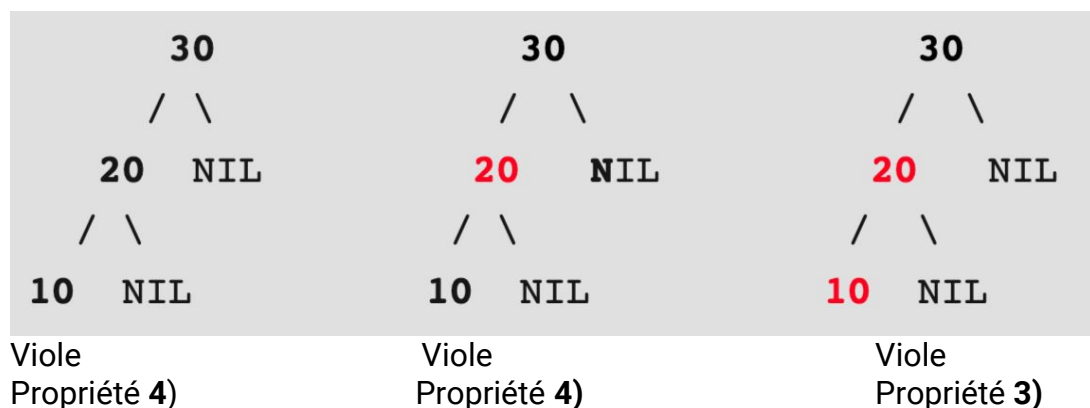 30 30 30
/ \ / \ / \
20 NIL 20 NIL 20 NIL
/ \ / \ / \
10 NIL 10 NIL 10 NIL
Viole Viole Viole
Propriété 4) Propriété 4) Propriété 3)